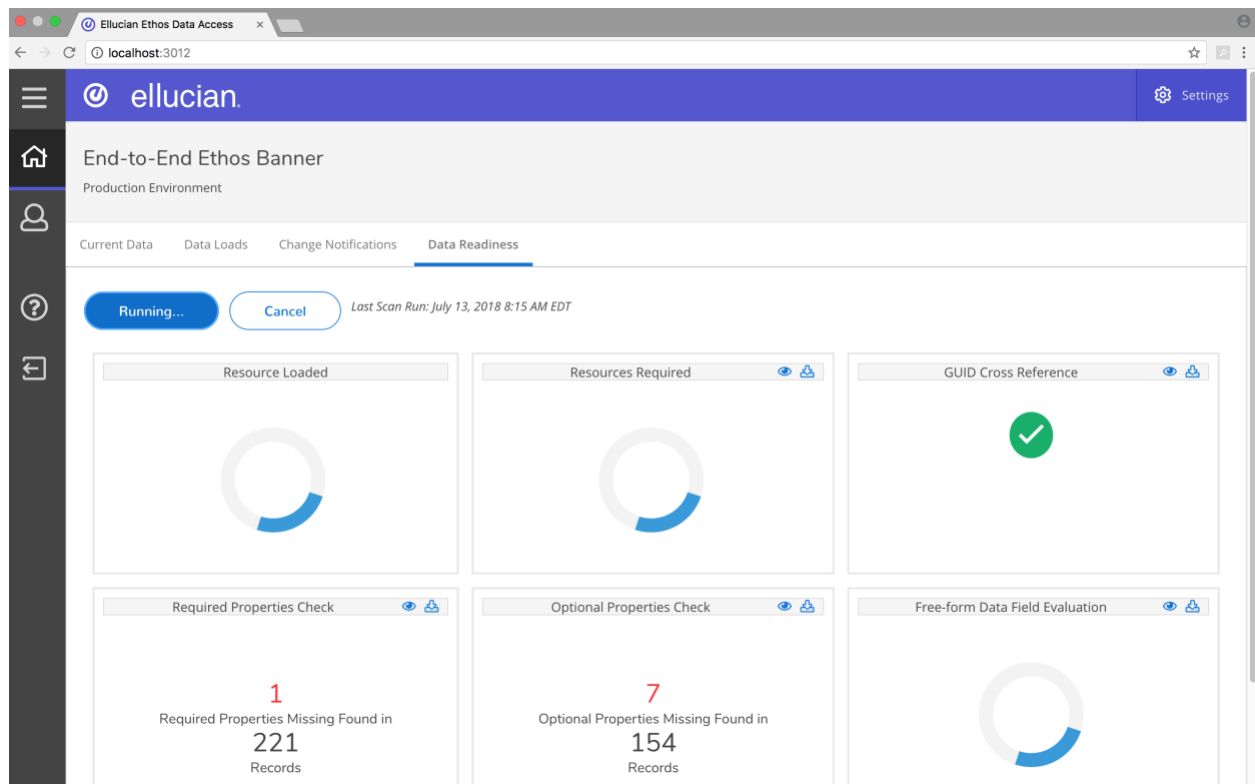 Ellucian Ethos Data Access
localhost:3012
ellucian.
Settings
End-to-End Ethos Banner
Production Environment
Current Data
Data Loads
Change Notifications
Data Readiness
Running...
Cancel
Last Scan Run: July 13, 2018 8:15 AM EDT
Resource Loaded
Resources Required
GUID Cross Reference
Required Properties Check
1
Required Properties Missing Found in
221
Records
Optional Properties Check
7
Optional Properties Missing Found in
154
Records
Free-form Data Field Evaluation